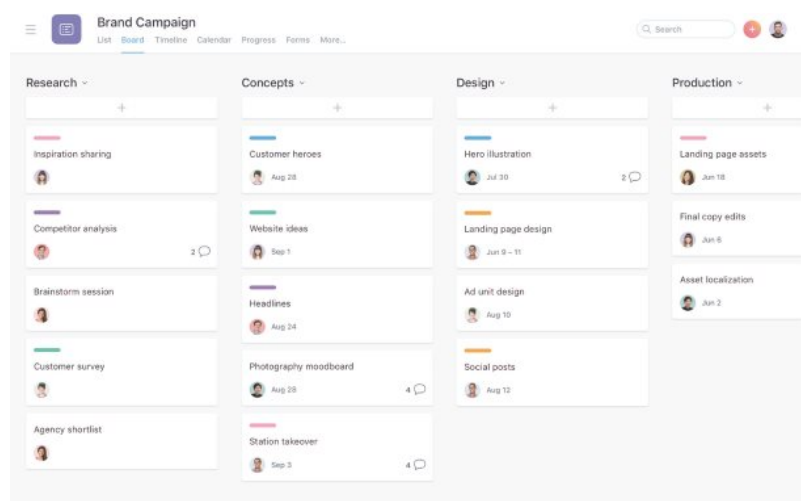 Brand Campaign
List Board Timeline Calendar Progress Forms More...
Search
Research
Inspiration sharing
Competitor analysis
2
Brainstorm session
Customer survey
Agency shortlist
Concepts
Customer heroes
Aug 28
Website ideas
Sep 1
Headlines
Aug 24
Photography moodboard
Aug 28
4
Station takeover
Sep 3
4
Design
Hero illustration
Jul 30
2
Landing page design
Jun 9 – 11
Ad unit design
Aug 10
Social posts
Aug 12
Production
Landing page assets
Jun 18
Final copy edits
Jun 6
Asset localization
Jun 2